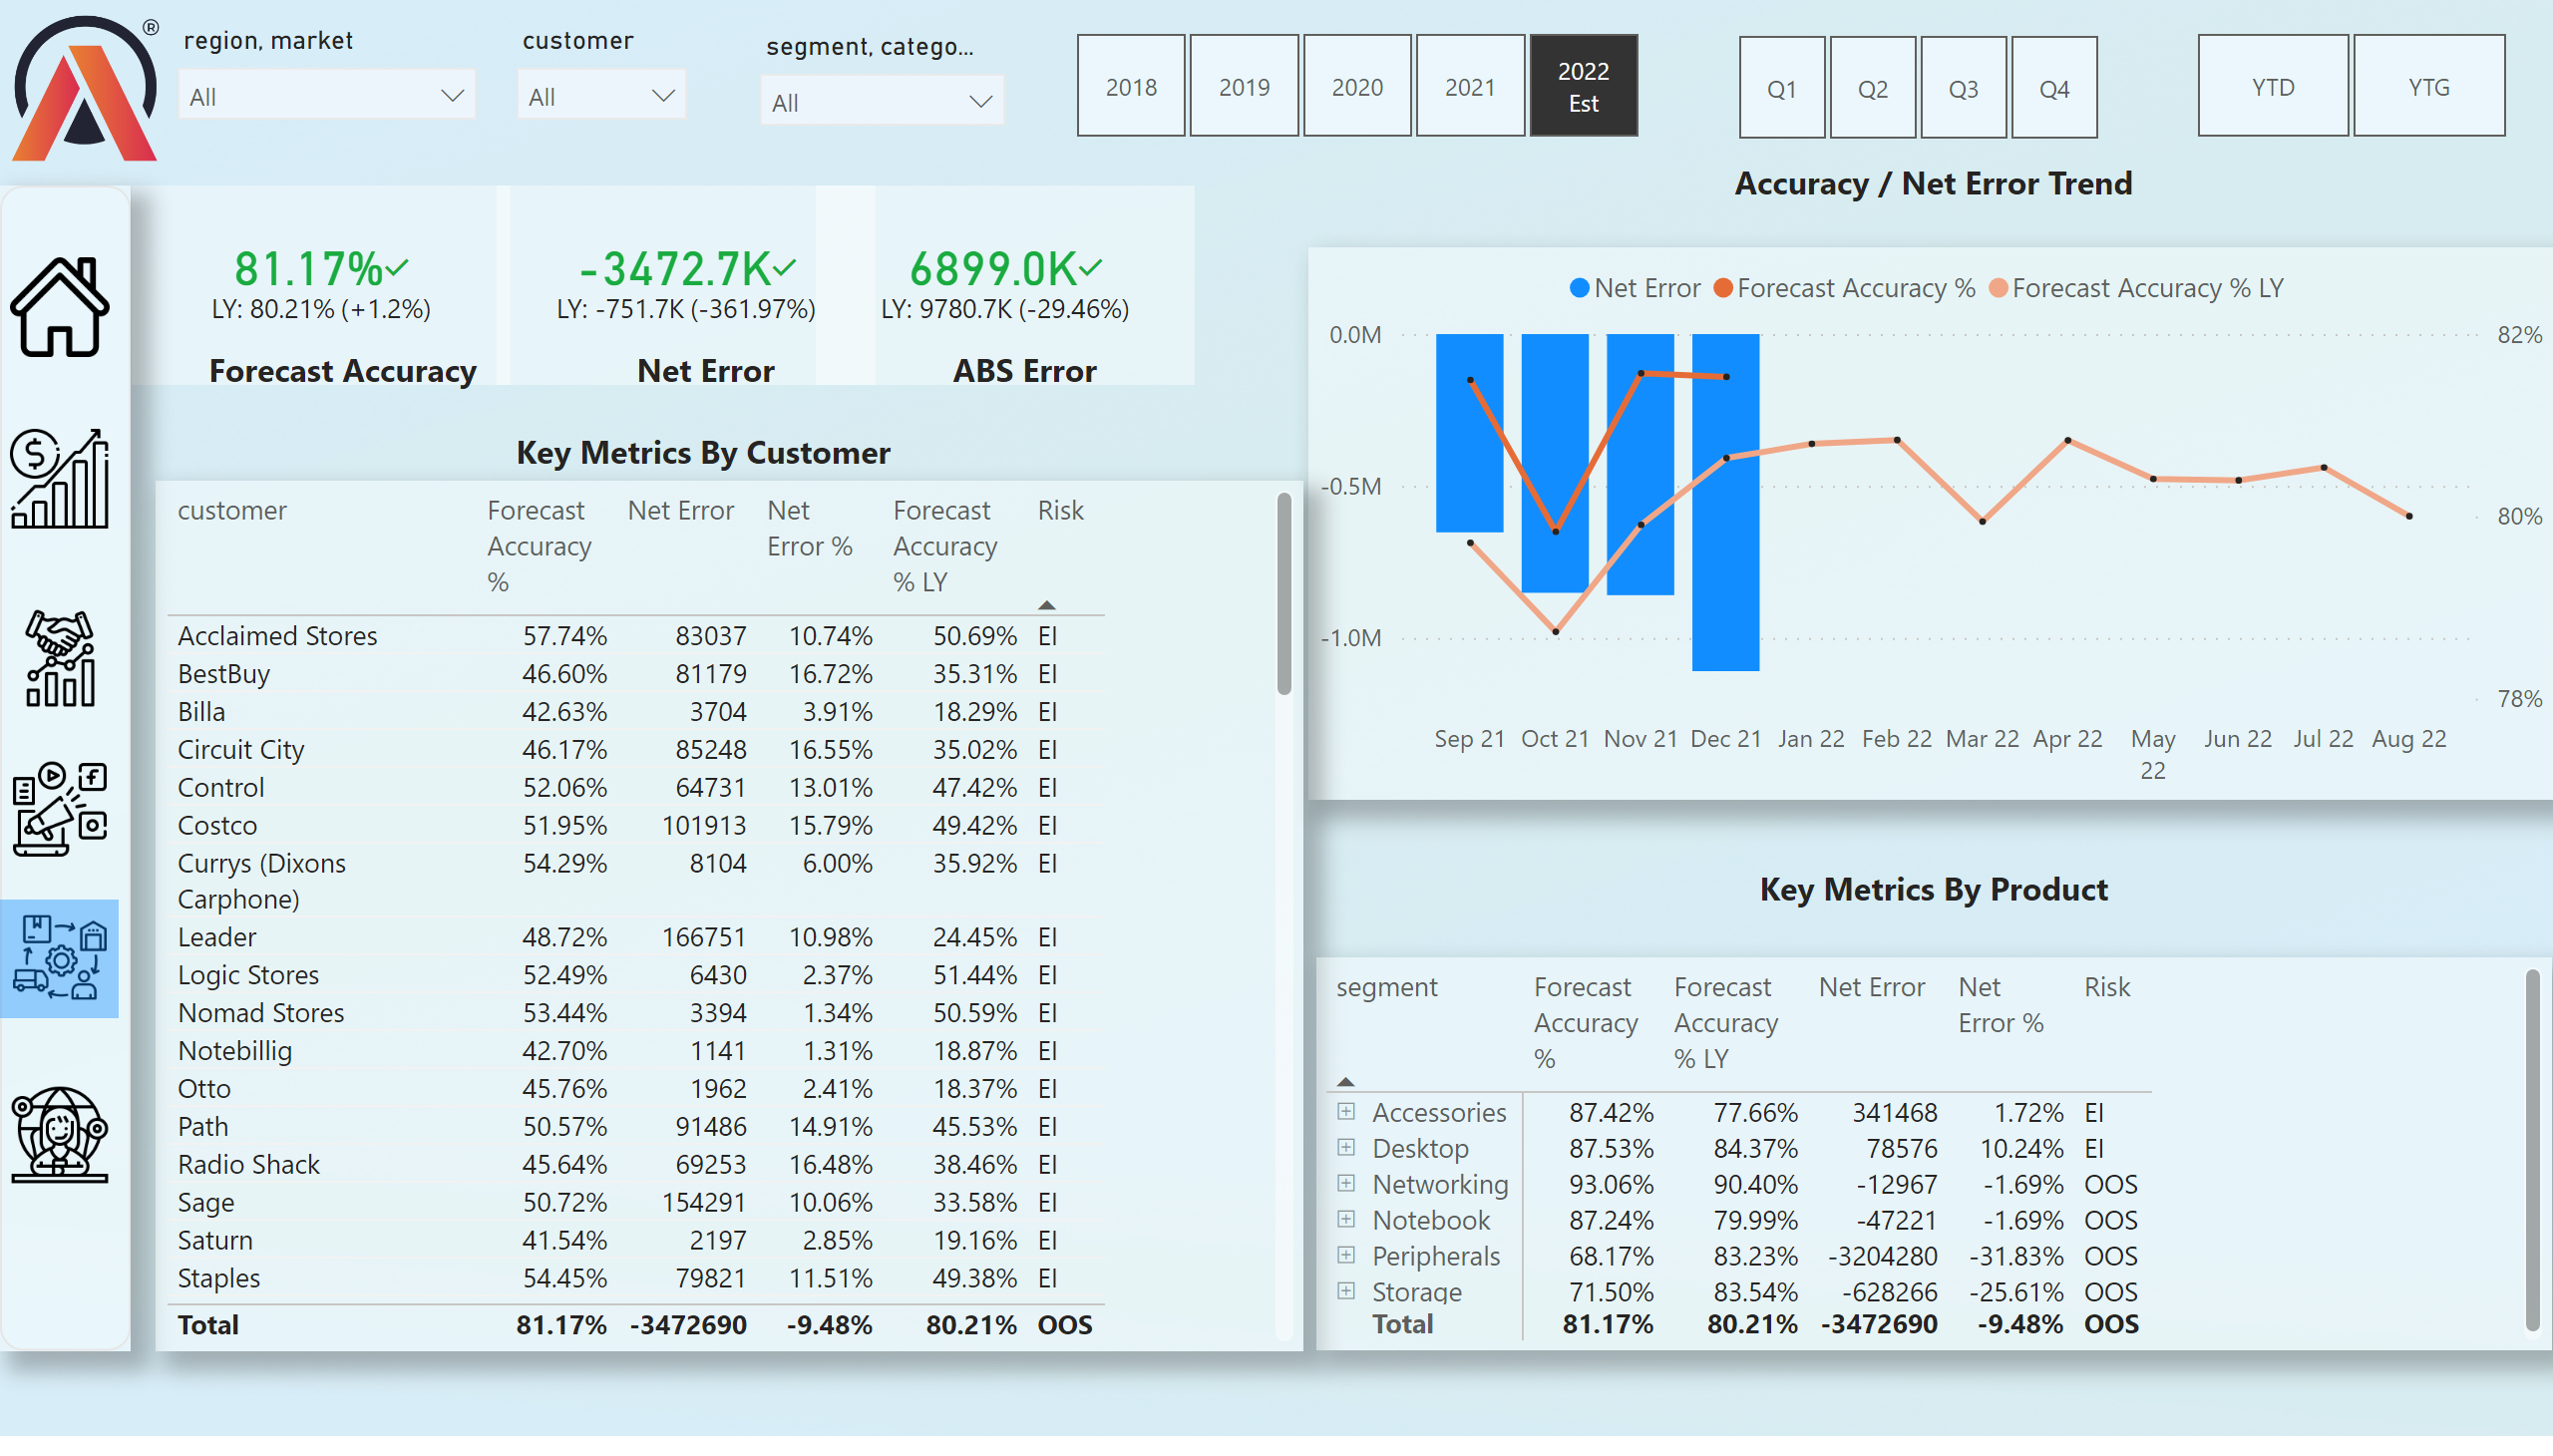 ®
region, market
customer
segment, catego...
All
All
All
2018
2019
2020
2021
2022
Est
Q1
Q2
Q3
Q4
YTD
YTG
81.17%
LY: 80.21% (+1.2%)
Forecast Accuracy
-3472.7K
LY: -751.7K (-361.97%)
Net Error
6899.0K
LY: 9780.7K (-29.46%)
ABS Error
Accuracy / Net Error Trend
Net Error Forecast Accuracy % Forecast Accuracy % LY
0.0M
-0.5M
-1.0M
82%
80%
78%
Sep 21 Oct 21 Nov 21 Dec 21 Jan 22 Feb 22 Mar 22 Apr 22 May 22 Jun 22 Jul 22 Aug 22
Key Metrics By Customer
customer Forecast Accuracy % Net Error Net Error % Forecast Accuracy % LY Risk
Acclaimed Stores 57.74% 83037 10.74% 50.69% EI
BestBuy 46.60% 81179 16.72% 35.31% EI
Billa 42.63% 3704 3.91% 18.29% EI
Circuit City 46.17% 85248 16.55% 35.02% EI
Control 52.06% 64731 13.01% 47.42% EI
Costco 51.95% 101913 15.79% 49.42% EI
Currys (Dixons Carphone) 54.29% 8104 6.00% 35.92% EI
Leader 48.72% 166751 10.98% 24.45% EI
Logic Stores 52.49% 6430 2.37% 51.44% EI
Nomad Stores 53.44% 3394 1.34% 50.59% EI
Notebillig 42.70% 1141 1.31% 18.87% EI
Otto 45.76% 1962 2.41% 18.37% EI
Path 50.57% 91486 14.91% 45.53% EI
Radio Shack 45.64% 69253 16.48% 38.46% EI
Sage 50.72% 154291 10.06% 33.58% EI
Saturn 41.54% 2197 2.85% 19.16% EI
Staples 54.45% 79821 11.51% 49.38% EI
Total 81.17% -3472690 -9.48% 80.21% OOS
Key Metrics By Product
segment Forecast Accuracy % Forecast Accuracy % LY Net Error Net Error % Risk
Accessories 87.42% 77.66% 341468 1.72% EI
Desktop 87.53% 84.37% 78576 10.24% EI
Networking 93.06% 90.40% -12967 -1.69% OOS
Notebook 87.24% 79.99% -47221 -1.69% OOS
Peripherals 68.17% 83.23% -3204280 -31.83% OOS
Storage 71.50% 83.54% -628266 -25.61% OOS
Total 81.17% 80.21% -3472690 -9.48% OOS